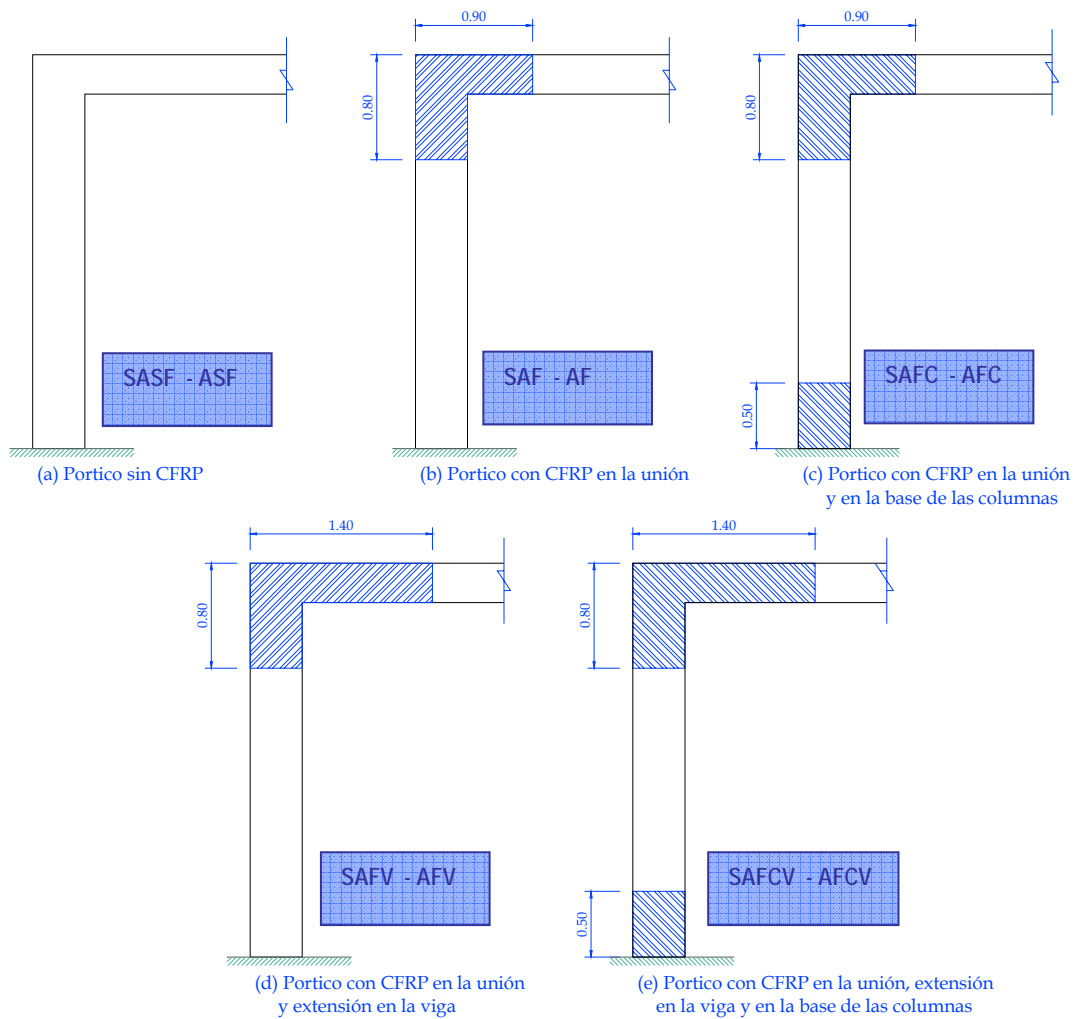 0.90
0.80
SASF - ASF
(a) Portico sin CFRP
SAF - AF
(b) Portico con CFRP en la unión
0.90
0.80
0.50
SAFC - AFC
(c) Portico con CFRP en la unión
y en la base de las columnas
1.40
0.80
SAFV - AFV
(d) Portico con CFRP en la unión
y extensión en la viga
1.40
0.80
0.50
SAFCV - AFCV
(e) Portico con CFRP en la unión, extensión
en la viga y en la base de las columnas